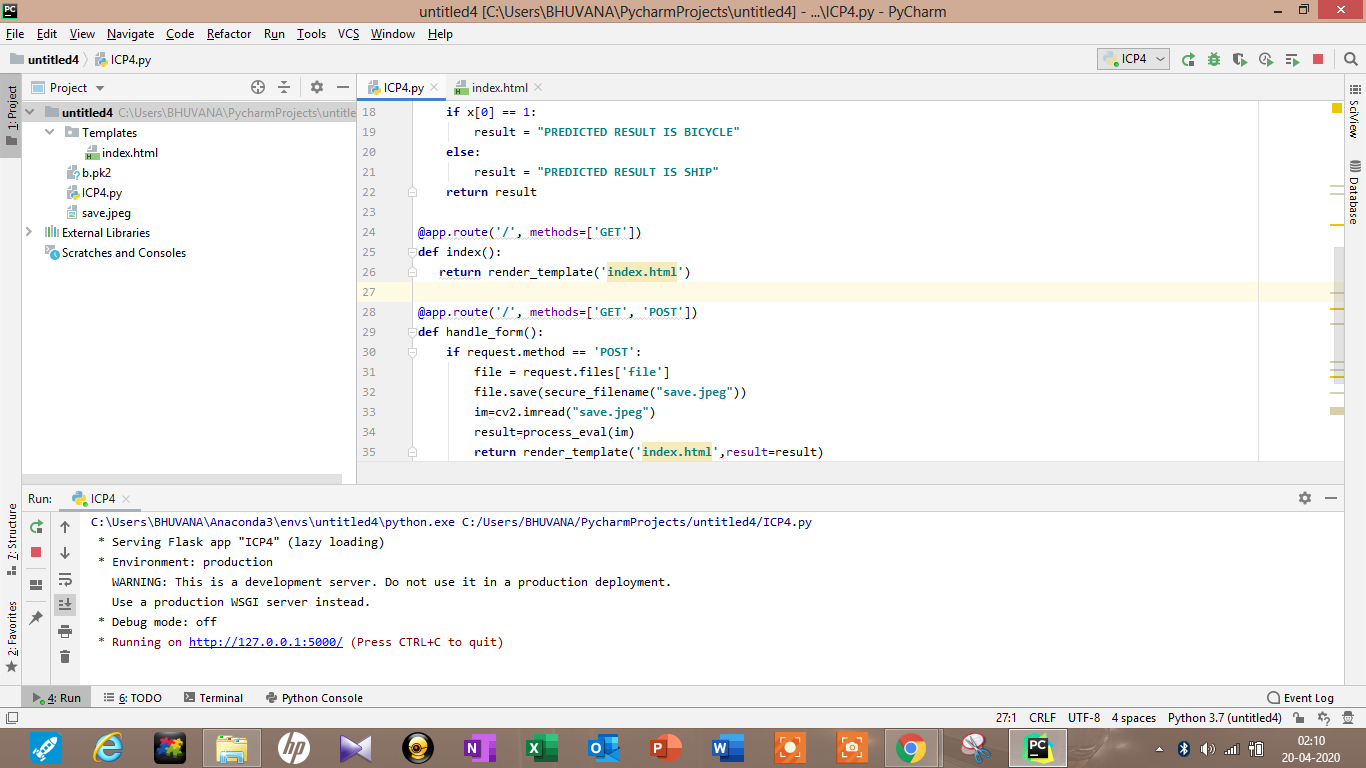 untitled4 [C:\Users\BHUVANA\PycharmProjects\untitled4] - ...\ICP4.py - PyCharm
File Edit View Navigate Code Refactor Run Tools VCS Window Help
untitled4 ICP4.py
ICP4
Project
ICP4.py
index.html
1: Project
untitled4 C:\Users\BHUVANA\PycharmProjects\untitle
Templates
index.html
b.pk2
ICP4.py
save.jpeg
External Libraries
Scratches and Consoles
18 if x[0] == 1:
19 result = "PREDICTED RESULT IS BICYCLE"
20 else:
21 result = "PREDICTED RESULT IS SHIP"
22 return result
23
24 @app.route('/', methods=['GET'])
25 def index():
26 return render_template('index.html')
27
28 @app.route('/', methods=['GET', 'POST'])
29 def handle_form():
30 if request.method == 'POST':
31 file = request.files['file']
32 file.save(secure_filename("save.jpeg"))
33 im=cv2.imread("save.jpeg")
34 result=process_eval(im)
35 return render_template('index.html',result=result)
SciView
Database
Run: ICP4
7: Structure
2: Favorites
C:\Users\BHUVANA\Anaconda3\envs\untitled4\python.exe C:/Users/BHUVANA/PycharmProjects/untitled4/ICP4.py
* Serving Flask app "ICP4" (lazy loading)
* Environment: production
WARNING: This is a development server. Do not use it in a production deployment.
Use a production WSGI server instead.
* Debug mode: off
* Running on http://127.0.0.1:5000/ (Press CTRL+C to quit)
4: Run 6: TODO Terminal Python Console Event Log
27:1 CRLF UTF-8 4 spaces Python 3.7 (untitled4)
02:10
20-04-2020